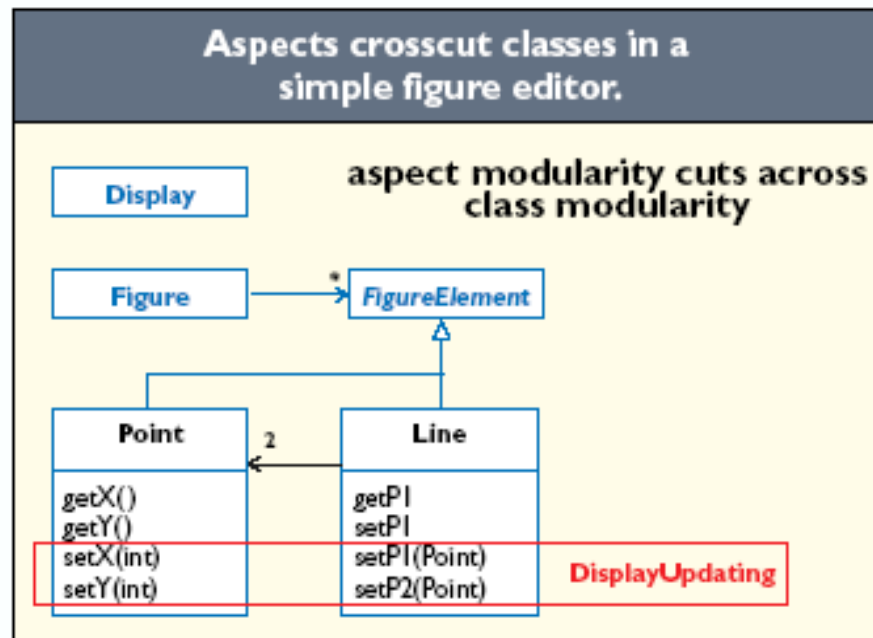 Aspects crosscut classes in a
simple figure editor.
aspect modularity cuts across
class modularity
Display
Figure
*
FigureElement
Point
2
Line
getX()
getY()
setX(int)
setY(int)
getP1
setP1
setP1(Point)
setP2(Point)
DisplayUpdating